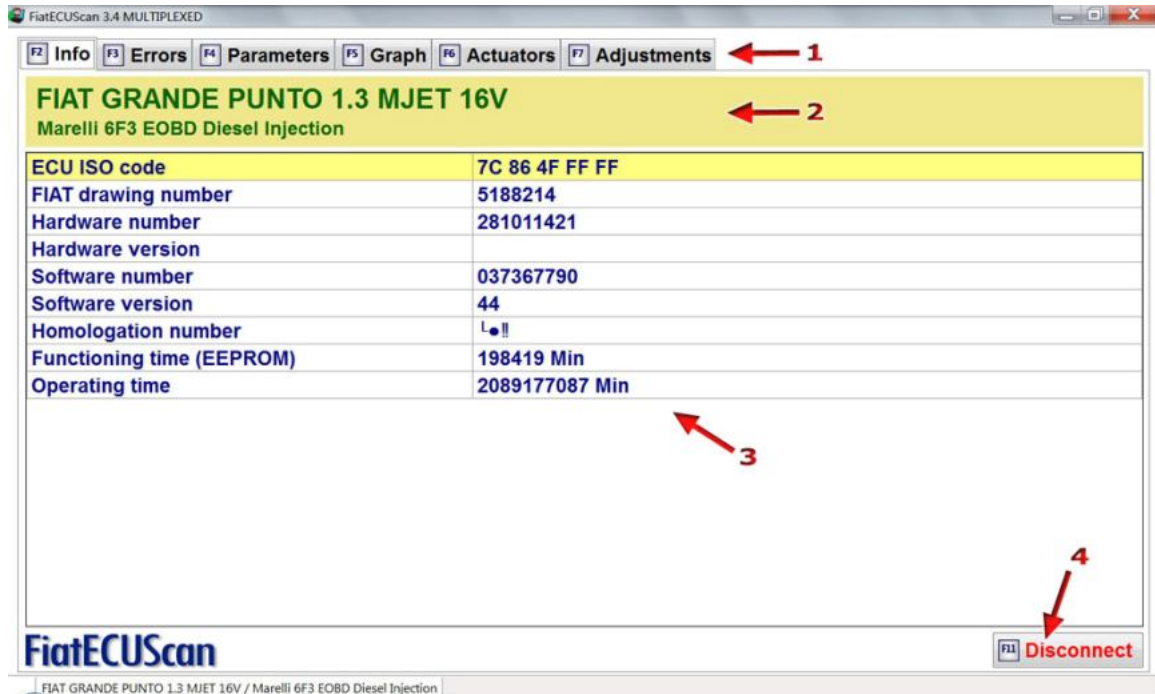 FiatECUScan 3.4 MULTIPLEXED
F2 Info F3 Errors F4 Parameters F5 Graph F6 Actuators F7 Adjustments 1
FIAT GRANDE PUNTO 1.3 MJET 16V 2
Marelli 6F3 EOBD Diesel Injection
ECU ISO code 7C 86 4F FF FF
FIAT drawing number 5188214
Hardware number 281011421
Hardware version
Software number 037367790
Software version 44
Homologation number └●‼
Functioning time (EEPROM) 198419 Min
Operating time 2089177087 Min
3
4
FiatECUScan F11 Disconnect
FIAT GRANDE PUNTO 1.3 MJET 16V / Marelli 6F3 EOBD Diesel Injection